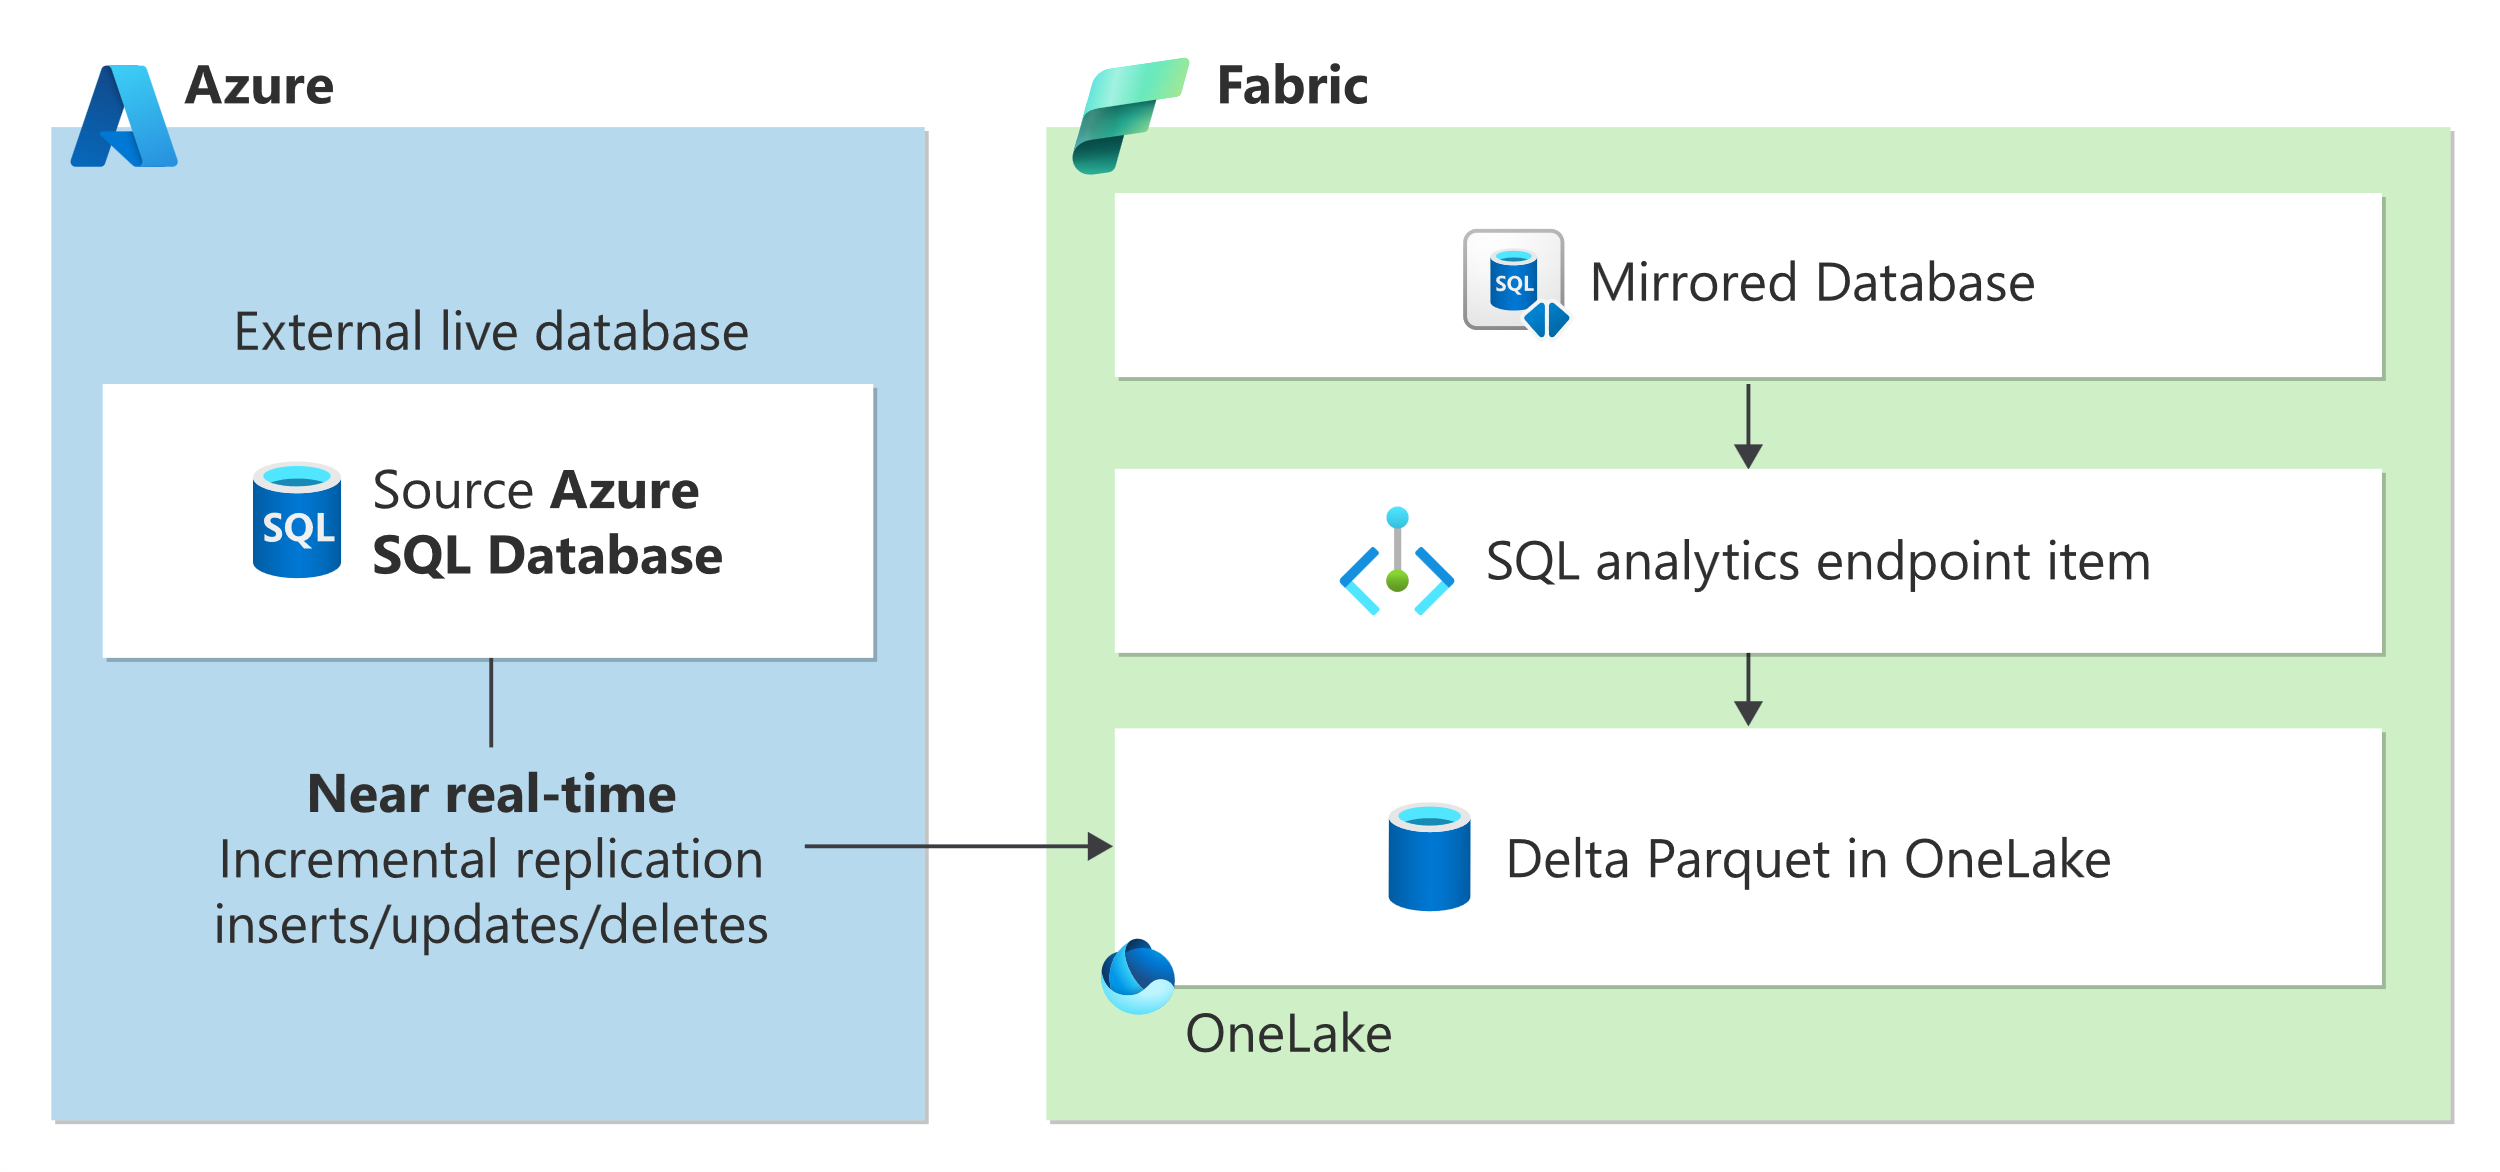 Azure
External live database
SQL
Source Azure
SQL Database
Near real-time
Incremental replication
inserts/updates/deletes
Fabric
SQL
Mirrored Database
SQL analytics endpoint item
Delta Parquet in OneLake
OneLake